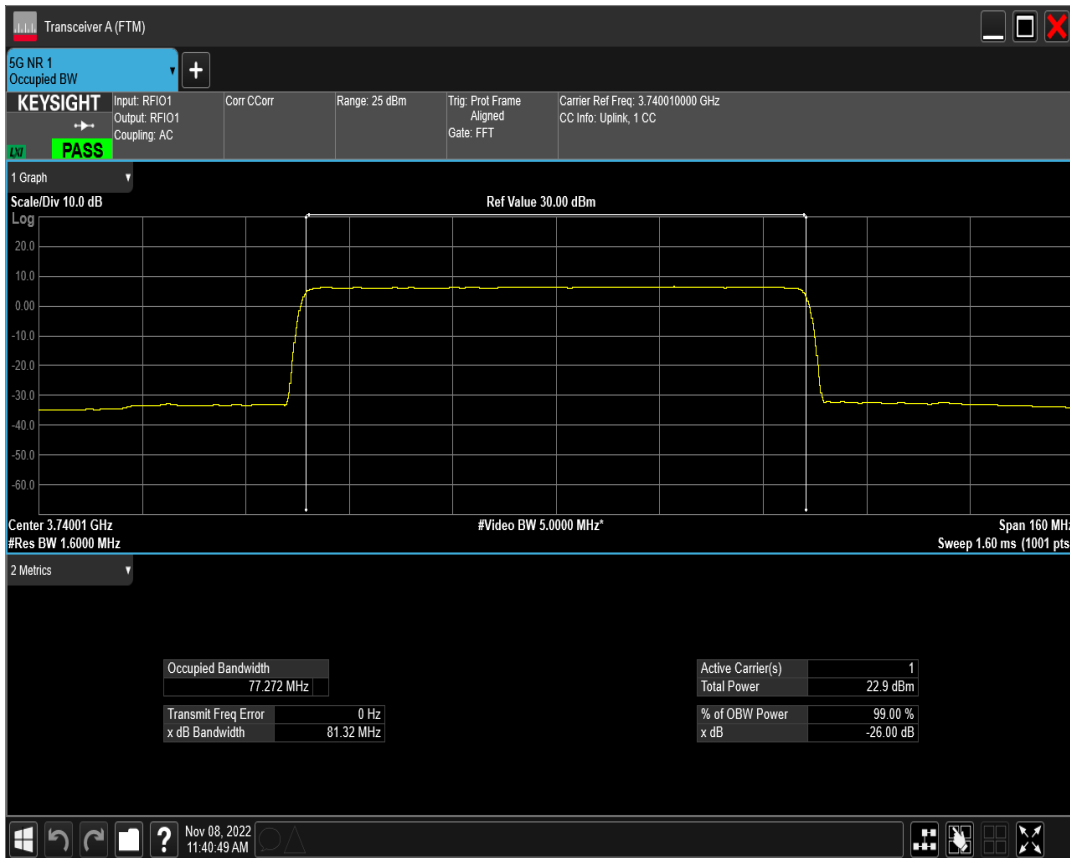 Transceiver A (FTM)
5G NR 1
Occupied BW
+
KEYSIGHT
LXI
PASS
Input: RFIO1
Output: RFIO1
Coupling: AC
Corr CCorr
Range: 25 dBm
Trig: Prot Frame
Aligned
Gate: FFT
Carrier Ref Freq: 3.740010000 GHz
CC Info: Uplink, 1 CC
1 Graph
Scale/Div 10.0 dB
Ref Value 30.00 dBm
Log
20.0
10.0
0.00
-10.0
-20.0
-30.0
-40.0
-50.0
-60.0
Center 3.74001 GHz
#Video BW 5.0000 MHz*
Span 160 MHz
#Res BW 1.6000 MHz
Sweep 1.60 ms (1001 pts
2 Metrics
Occupied Bandwidth
77.272 MHz
Transmit Freq Error 0 Hz
x dB Bandwidth 81.32 MHz
Active Carrier(s) 1
Total Power 22.9 dBm
% of OBW Power 99.00 %
x dB -26.00 dB
?
Nov 08, 2022
11:40:49 AM